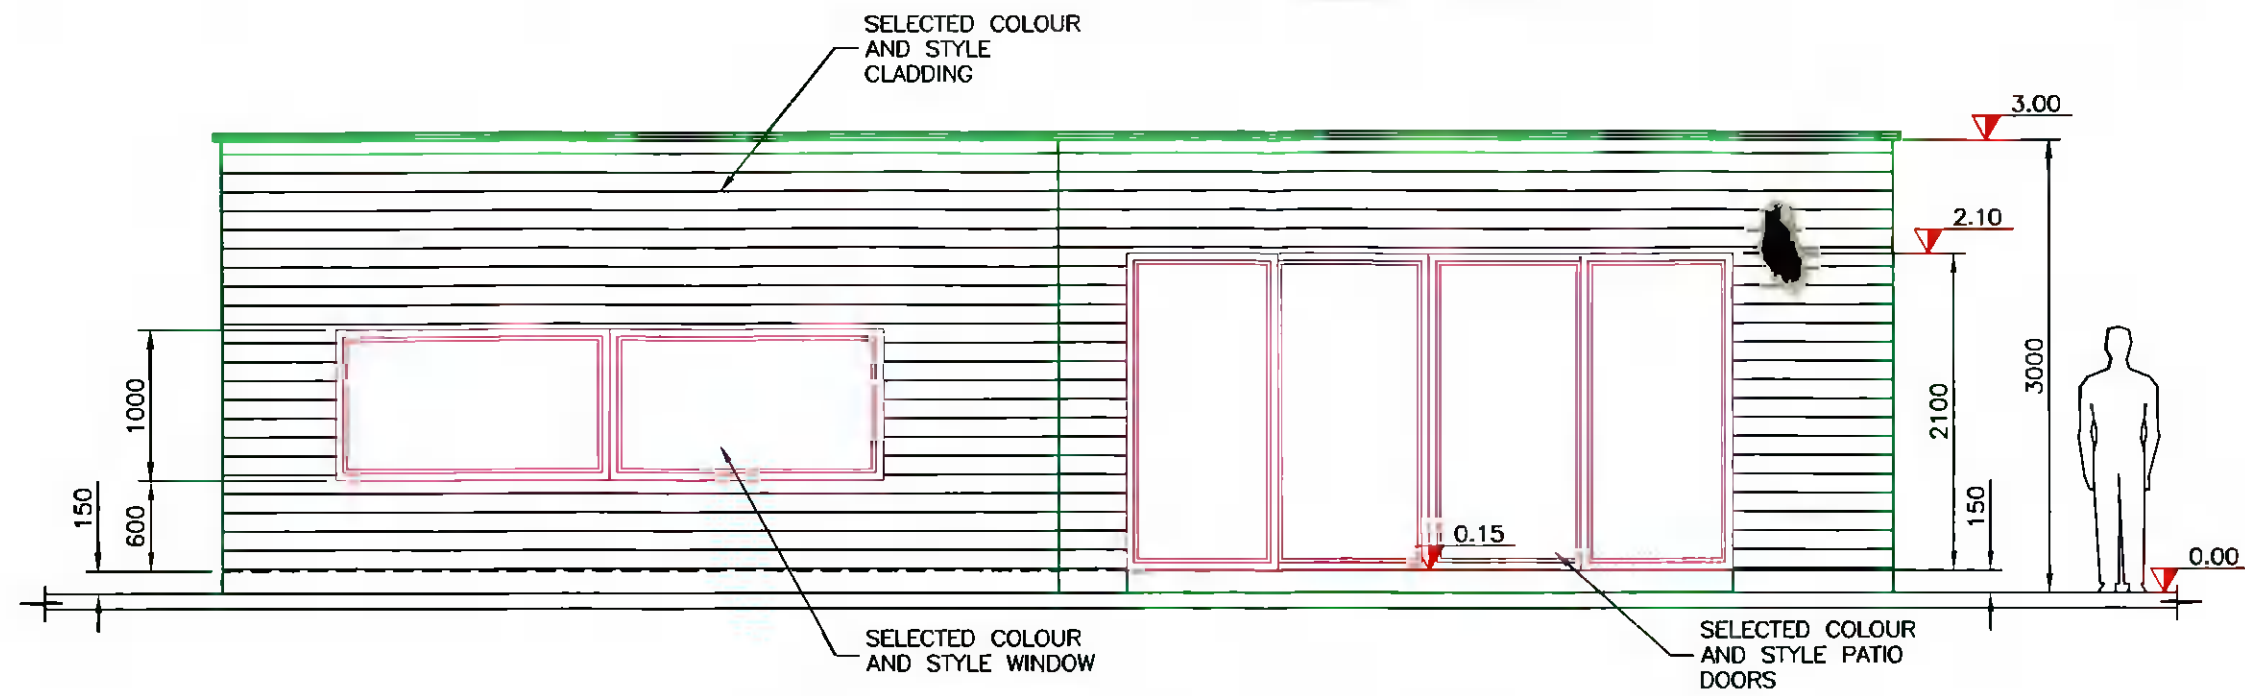 SELECTED COLOUR
AND STYLE
CLADDING
3.00
2.10
1000
150
600
0.15
2100
3000
150
0.00
SELECTED COLOUR
AND STYLE WINDOW
SELECTED COLOUR
AND STYLE PATIO
DOORS